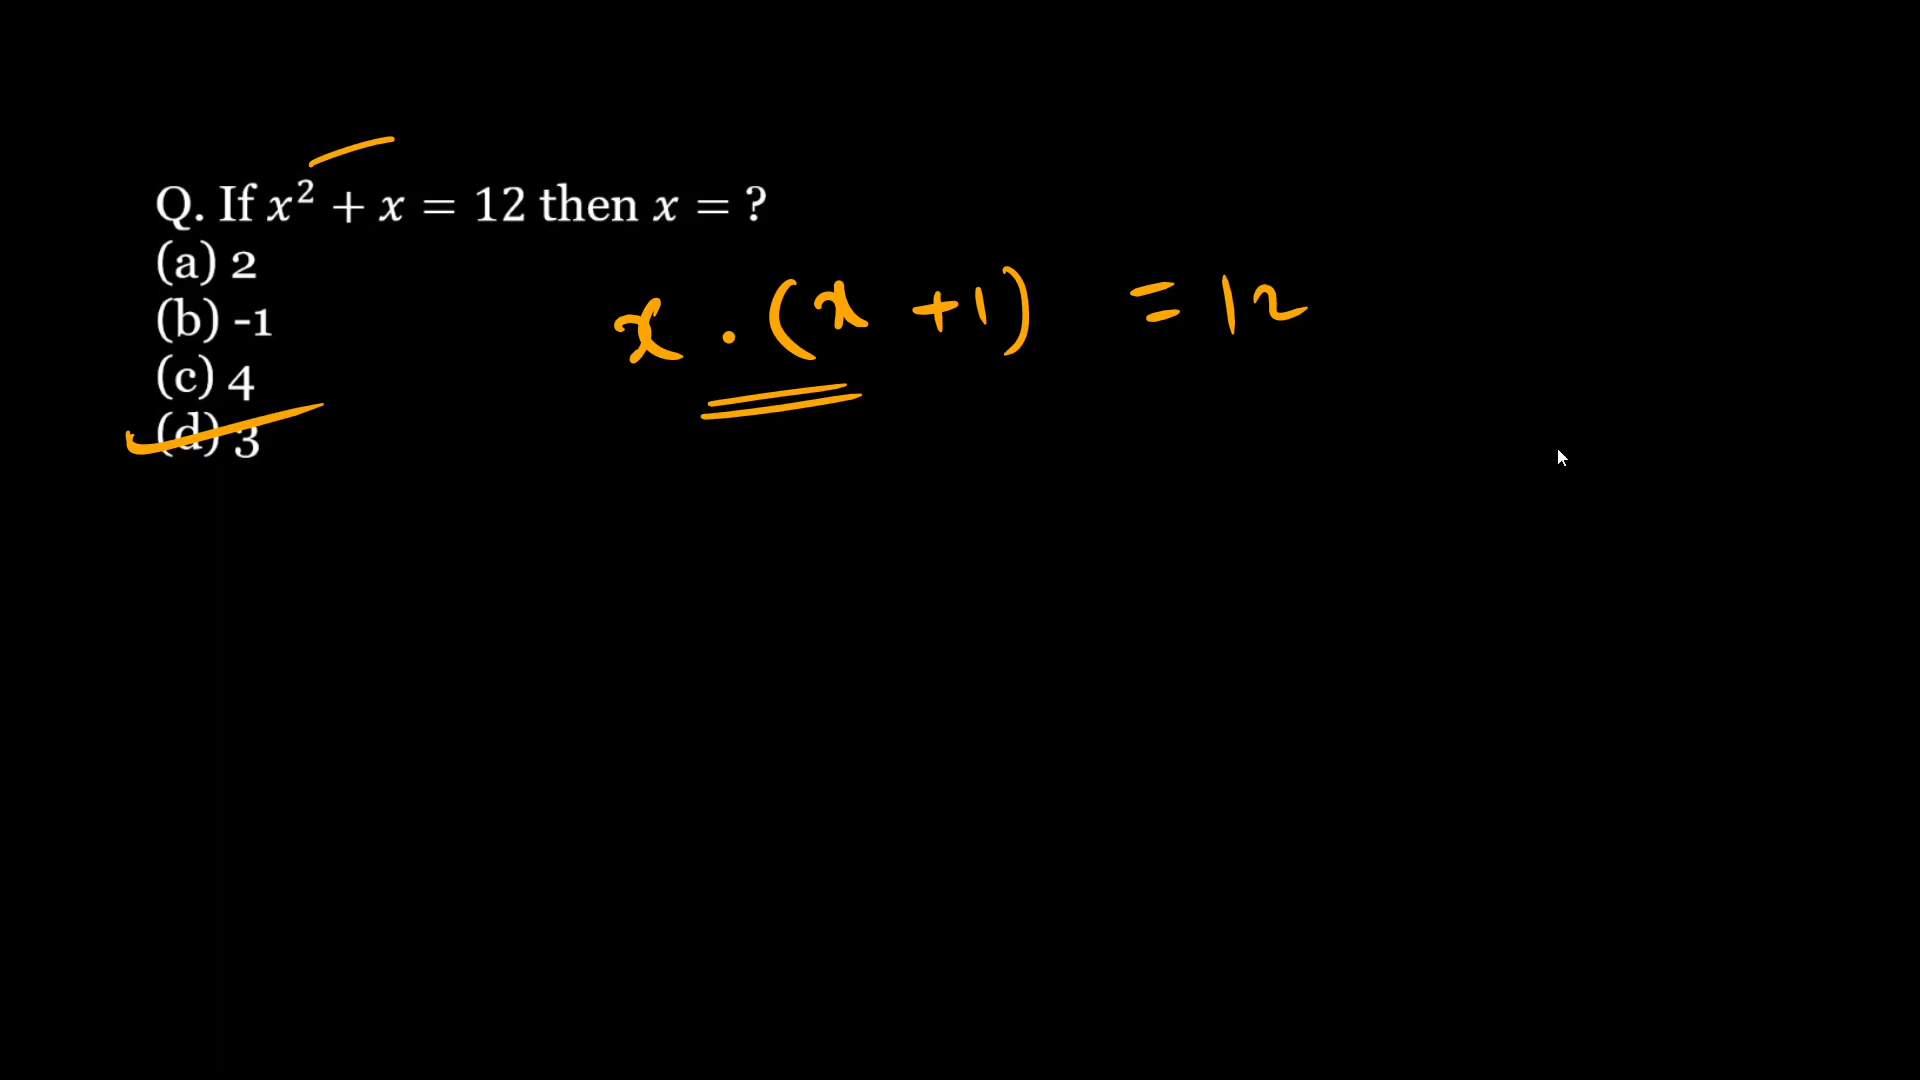 Q. If x² + x = 12 then x = ?
(a) 2
(b) -1
(c) 4
(d) 3
x . (x + 1) = 12